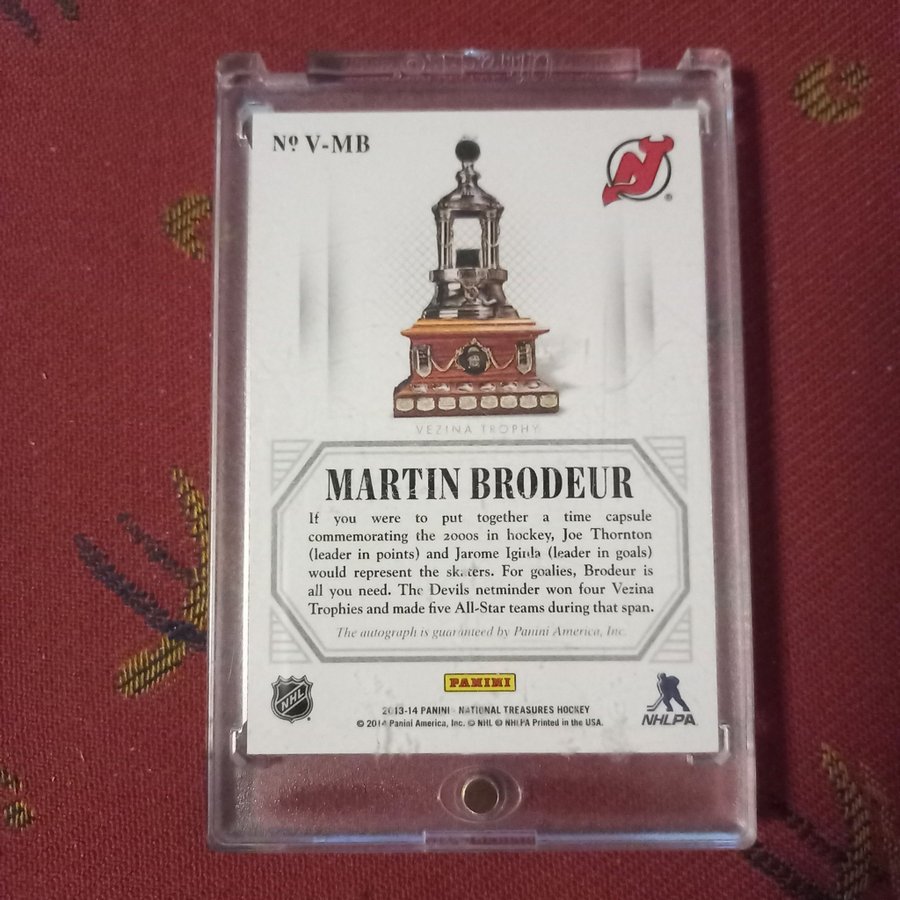 Nº V-MB
NJ
VEZINA TROPHY
MARTIN BRODEUR
If you were to put together a time capsule
commemorating the 2000s in hockey, Joe Thornton
(leader in points) and Jarome Iginla (leader in goals)
would represent the skaters. For goalies, Brodeur is
all you need. The Devils netminder won four Vezina
Trophies and made five All-Star teams during that span.
The autograph is guaranteed by Panini America, Inc.
PANINI
NHL
NHLPA
2013-14 PANINI - NATIONAL TREASURES HOCKEY
© 2014 Panini America, Inc. © NHL © NHLPA Printed in the USA.